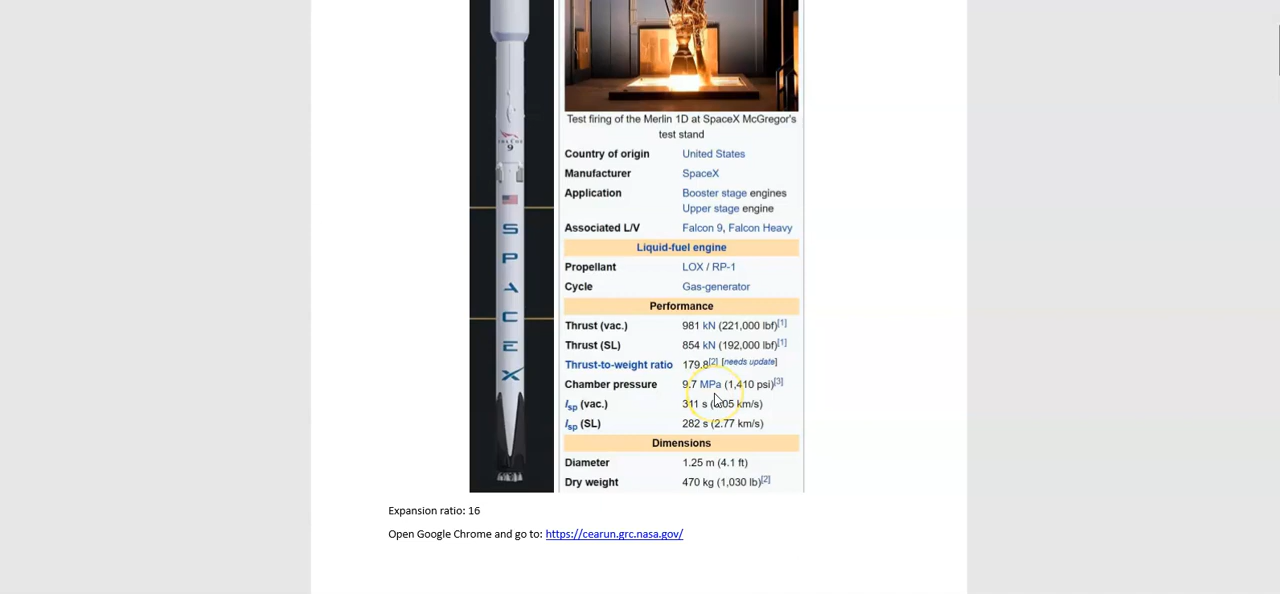 9
S
P
A
C
E
X
Test firing of the Merlin 1D at SpaceX McGregor's
test stand
Country of origin United States
Manufacturer SpaceX
Application Booster stage engines
Upper stage engine
Associated L/V Falcon 9, Falcon Heavy
Liquid-fuel engine
Propellant LOX / RP-1
Cycle Gas-generator
Performance
Thrust (vac.) 981 kN (221,000 lbf)[1]
Thrust (SL) 854 kN (192,000 lbf)[1]
Thrust-to-weight ratio 179.8[2] [needs update]
Chamber pressure 9.7 MPa (1,410 psi)[3]
Isp (vac.) 311 s km/s)
Isp (SL) 282 s (2.77 km/s)
Dimensions
Diameter 1.25 m (4.1 ft)
Dry weight 470 kg (1,030 lb)[2]
Expansion ratio: 16
Open Google Chrome and go to: https://cearun.grc.nasa.gov/